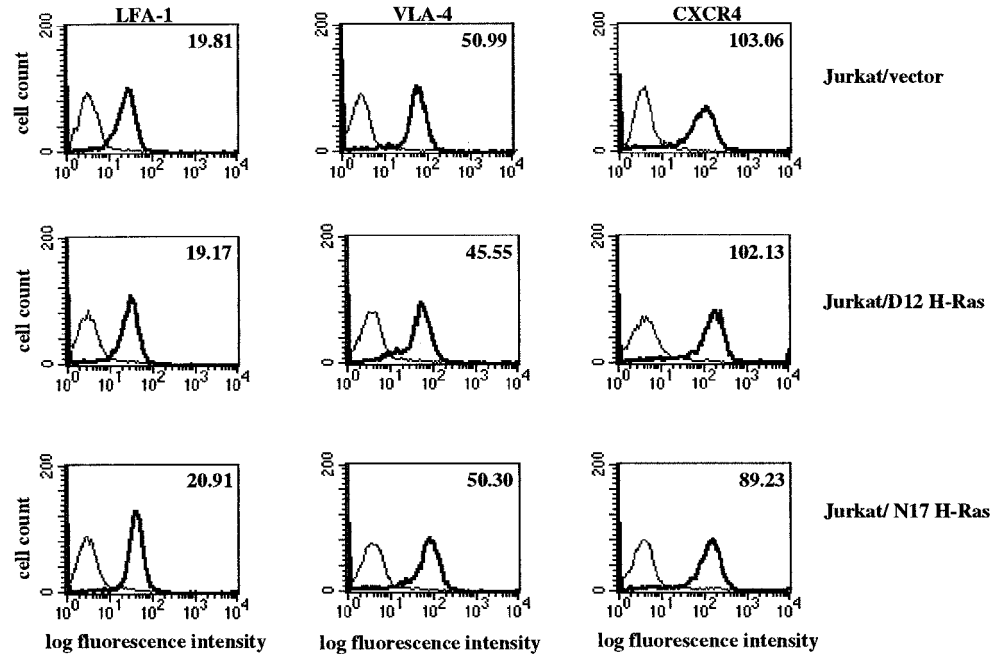 LFA-1 VLA-4 CXCR4
200 19.81 200 50.99 200 103.06
cell count
Jurkat/vector
0 0 0
10^0 10^1 10^2 10^3 10^4 10^0 10^1 10^2 10^3 10^4 10^0 10^1 10^2 10^3 10^4
200 19.17 200 45.55 200 102.13
cell count
Jurkat/D12 H-Ras
0 0 0
10^0 10^1 10^2 10^3 10^4 10^0 10^1 10^2 10^3 10^4 10^0 10^1 10^2 10^3 10^4
200 20.91 200 50.30 200 89.23
cell count
Jurkat/ N17 H-Ras
0 0 0
10^0 10^1 10^2 10^3 10^4 10^0 10^1 10^2 10^3 10^4 10^0 10^1 10^2 10^3 10^4
log fluorescence intensity log fluorescence intensity log fluorescence intensity